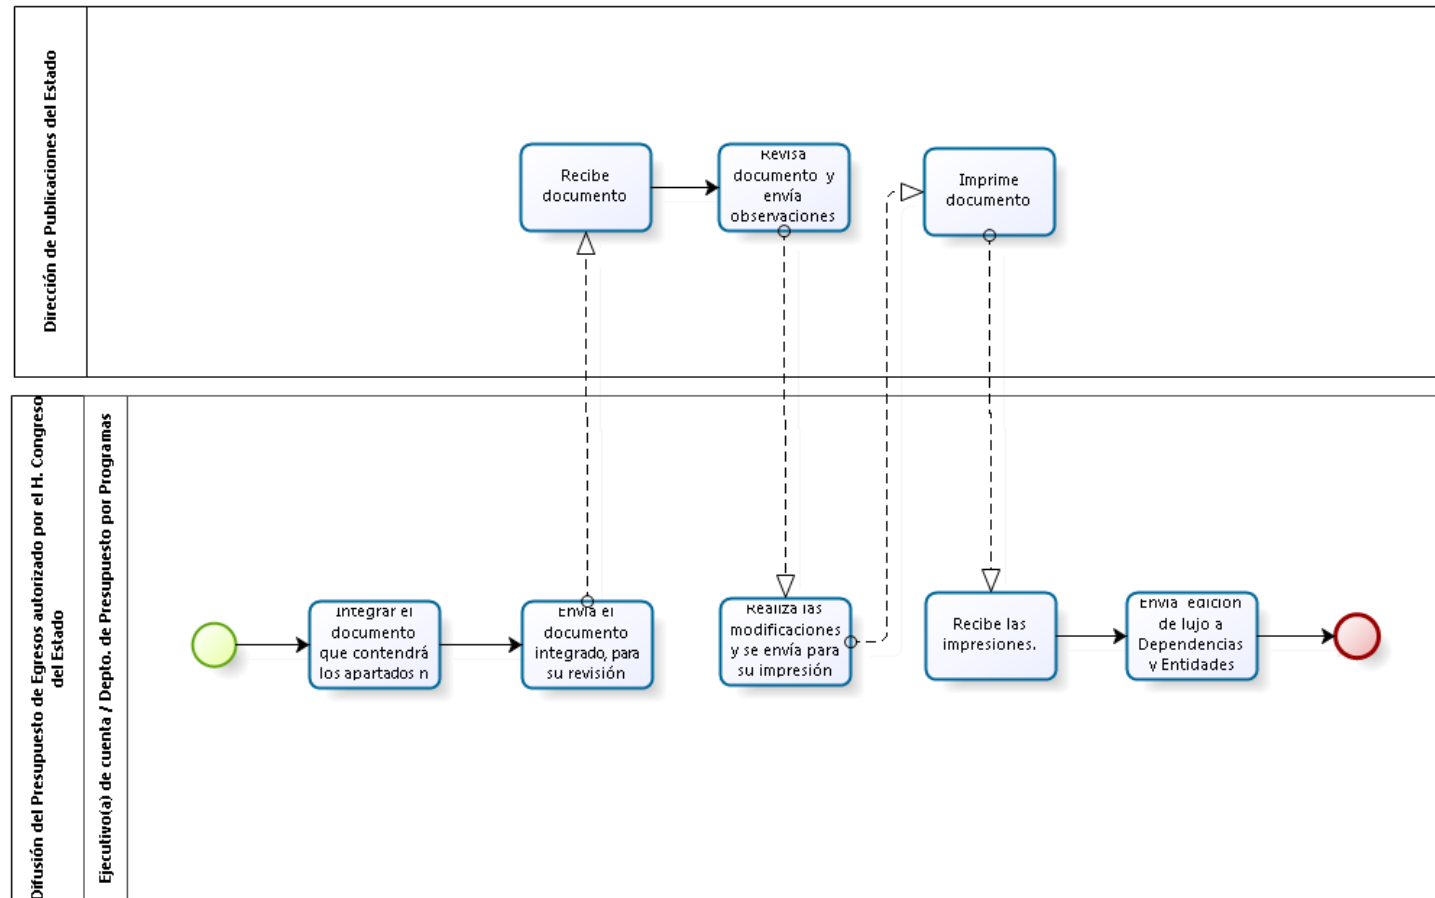 Dirección de Publicaciones del Estado
Recibe
documento
Revisa
documento y
envía
observaciones
Imprime
documento
Difusión del Presupuesto de Egresos autorizado por el H. Congreso
del Estado
Ejecutivo(a) de cuenta / Depto. de Presupuesto por Programas
Integrar el
documento
que contendrá
los apartados n
Envía el
documento
integrado, para
su revisión
Realiza las
modificaciones
y se envía para
su impresión
Recibe las
impresiones.
Envía edición
de lujo a
Dependencias
y Entidades